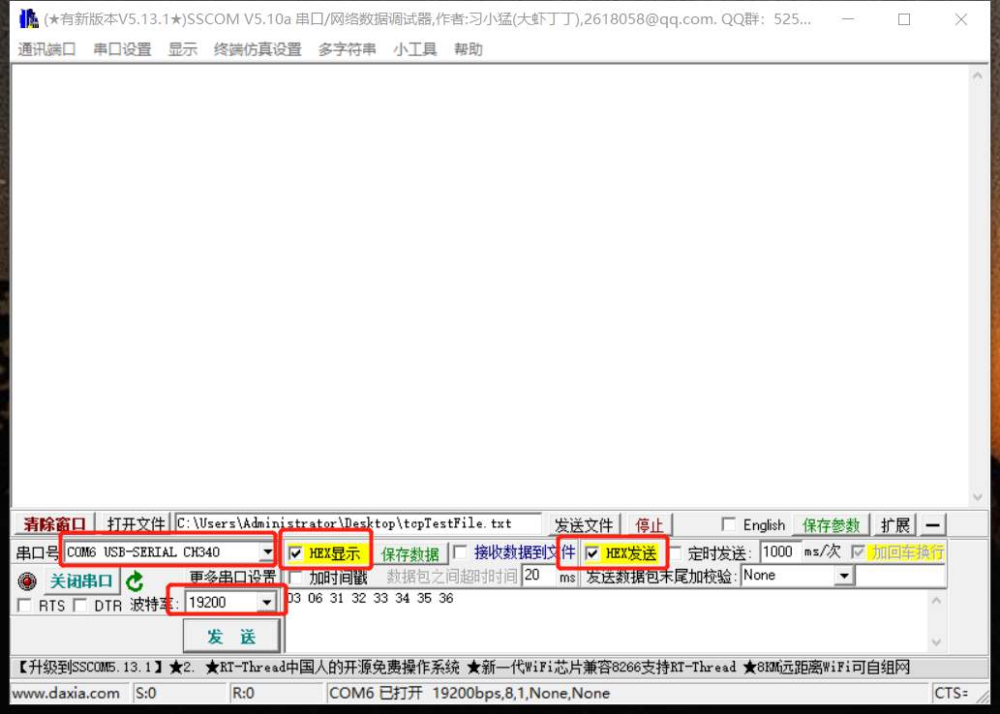 (★有新版本V5.13.1★)SSCOM V5.10a 串口/网络数据调试器,作者:习小猛(大虾丁丁),2618058@qq.com. QQ群：525...
通讯端口 串口设置 显示 终端仿真设置 多字符串 小工具 帮助
清除窗口 打开文件 C:\Users\Administrator\Desktop\tcpTestFile.txt 发送文件 停止 English 保存参数 扩展 —
串口号 COM6 USB-SERIAL CH340 HEX显示 保存数据 接收数据到文件 HEX发送 定时发送: 1000 ms/次 加回车换行
关闭串口 更多串口设置 加时间戳 数据包之间超时时间 20 ms 发送数据包末尾加校验: None
RTS DTR 波特率: 19200 03 06 31 32 33 34 35 36
发 送
【升级到SSCOM5.13.1】★2. ★RT-Thread中国人的开源免费操作系统 ★新一代WiFi芯片兼容8266支持RT-Thread ★8KM远距离WiFi可自组网
www.daxia.com S:0 R:0 COM6 已打开 19200bps,8,1,None,None CTS=